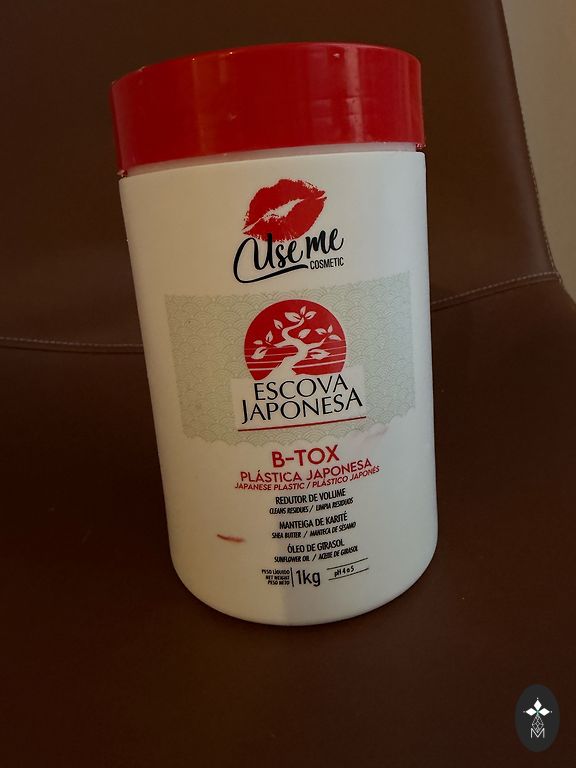 Use me
COSMETIC
ESCOVA
JAPONESA
B-TOX
PLÁSTICA JAPONESA
JAPANESE PLASTIC / PLÁSTICO JAPONÉS
REDUTOR DE VOLUME
CLEANS RESIDUES / LIMPIA RESIDUOS
MANTEIGA DE KARITÉ
SHEA BUTTER / MANTECA DE SÉSAMO
ÓLEO DE GIRASOL
SUNFLOWER OIL / ACEITE DE GIRASOL
PESO LÍQUIDO
NET WEIGHT
PESO NETO
1kg
pH 4 a 5
M